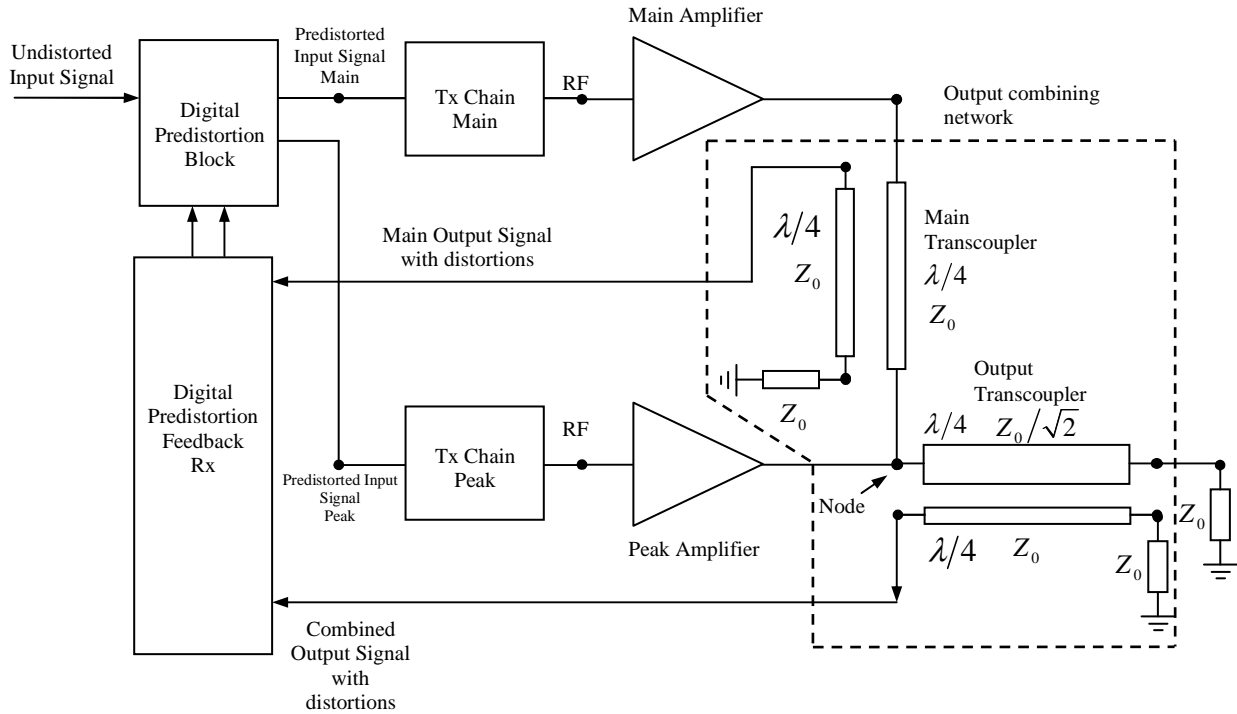 Main Amplifier
Undistorted
Input Signal
Predistorted
Input Signal
Main
Digital
Predistortion
Block
Tx Chain
Main
RF
Output combining
network
Main Output Signal
with distortions
λ/4
Z₀
Main
Transcoupler
λ/4
Z₀
Z₀
Digital
Predistortion
Feedback
Rx
Predistorted Input
Signal
Peak
Tx Chain
Peak
RF
Peak Amplifier
Node
Output
Transcoupler
λ/4 Z₀/√2
λ/4 Z₀
Z₀
Z₀
Combined
Output Signal
with
distortions